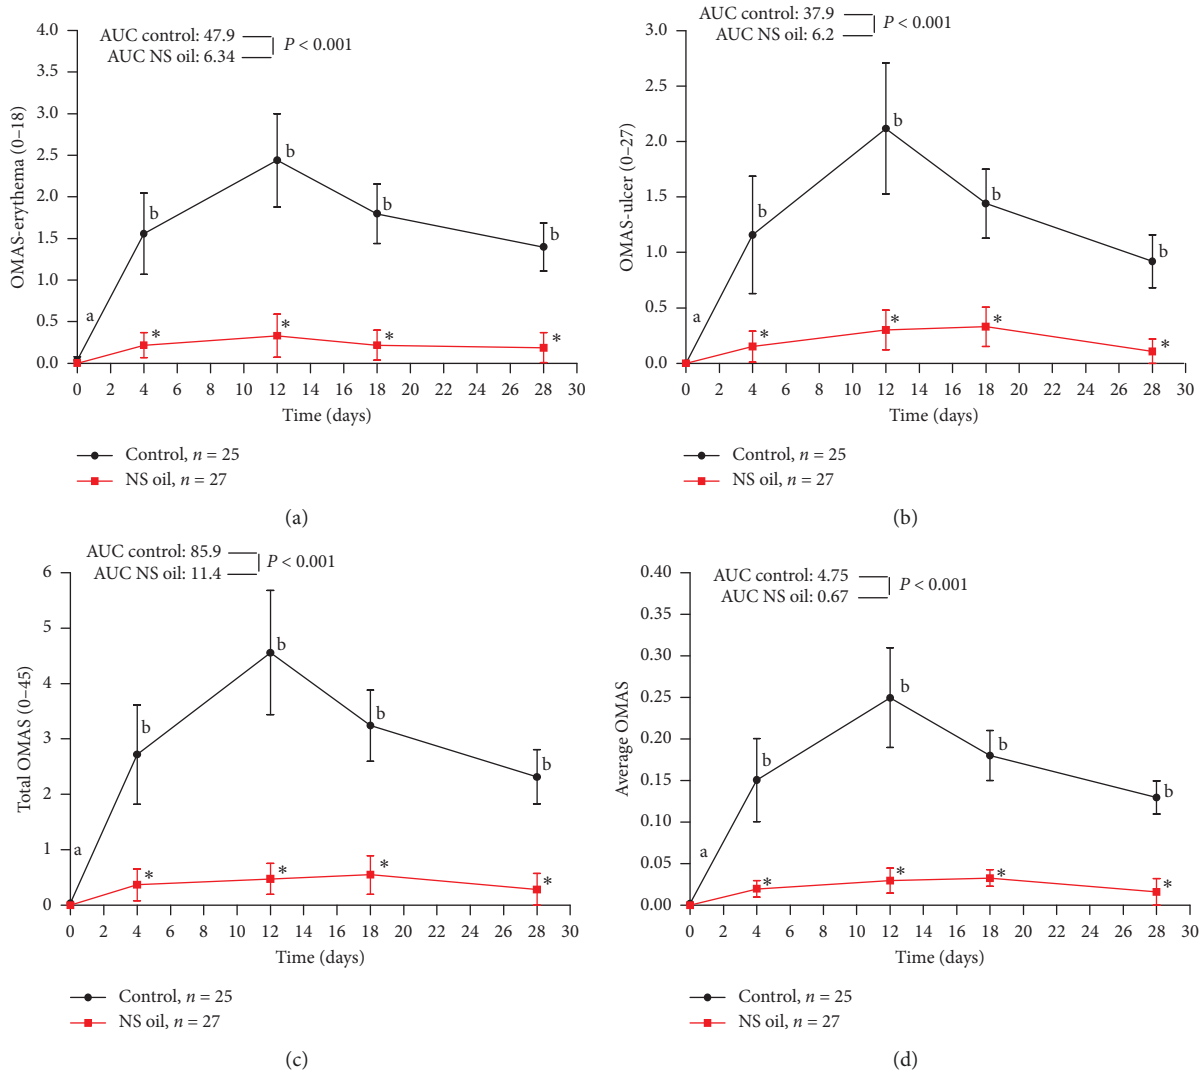 AUC control: 47.9
AUC NS oil: 6.34
P < 0.001
4.0
3.5
3.0
2.5
2.0
1.5
1.0
0.5
0.0
OMAS-erythema (0–18)
a
b
b
b
b
*
*
*
*
0 2 4 6 8 10 12 14 16 18 20 22 24 26 28 30
Time (days)
Control, n = 25
NS oil, n = 27
(a)
AUC control: 37.9
AUC NS oil: 6.2
P < 0.001
3.0
2.5
2.0
1.5
1.0
0.5
0.0
OMAS-ulcer (0–27)
a
b
b
b
b
*
*
*
*
0 2 4 6 8 10 12 14 16 18 20 22 24 26 28 30
Time (days)
Control, n = 25
NS oil, n = 27
(b)
AUC control: 85.9
AUC NS oil: 11.4
P < 0.001
6
5
4
3
2
1
0
Total OMAS (0–45)
a
b
b
b
b
*
*
*
*
0 2 4 6 8 10 12 14 16 18 20 22 24 26 28 30
Time (days)
Control, n = 25
NS oil, n = 27
(c)
AUC control: 4.75
AUC NS oil: 0.67
P < 0.001
0.40
0.35
0.30
0.25
0.20
0.15
0.10
0.05
0.00
Average OMAS
a
b
b
b
b
*
*
*
*
0 2 4 6 8 10 12 14 16 18 20 22 24 26 28 30
Time (days)
Control, n = 25
NS oil, n = 27
(d)